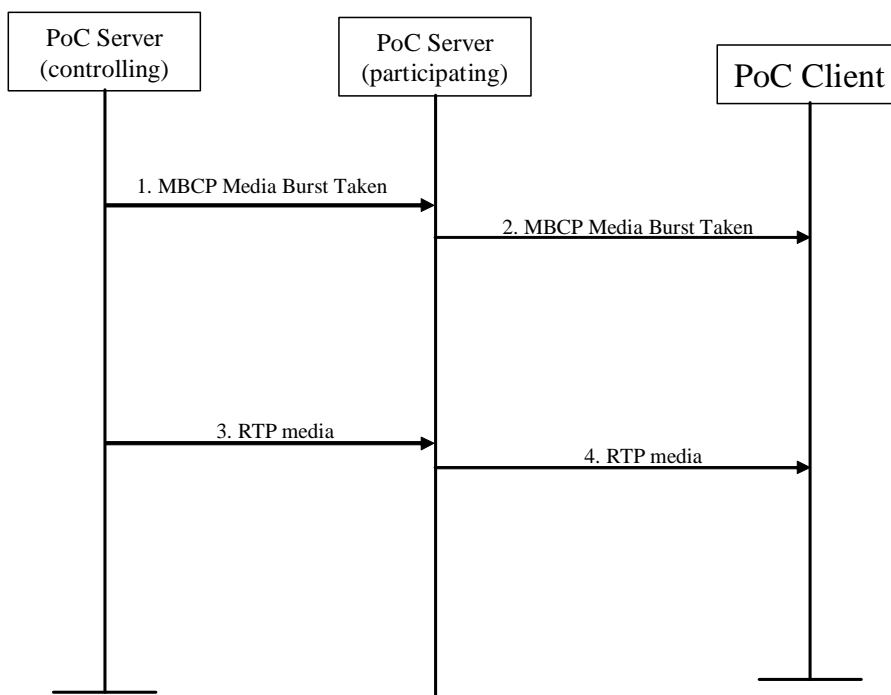 PoC Server
(controlling)
PoC Server
(participating)
PoC Client
1. MBCP Media Burst Taken
2. MBCP Media Burst Taken
3. RTP media
4. RTP media